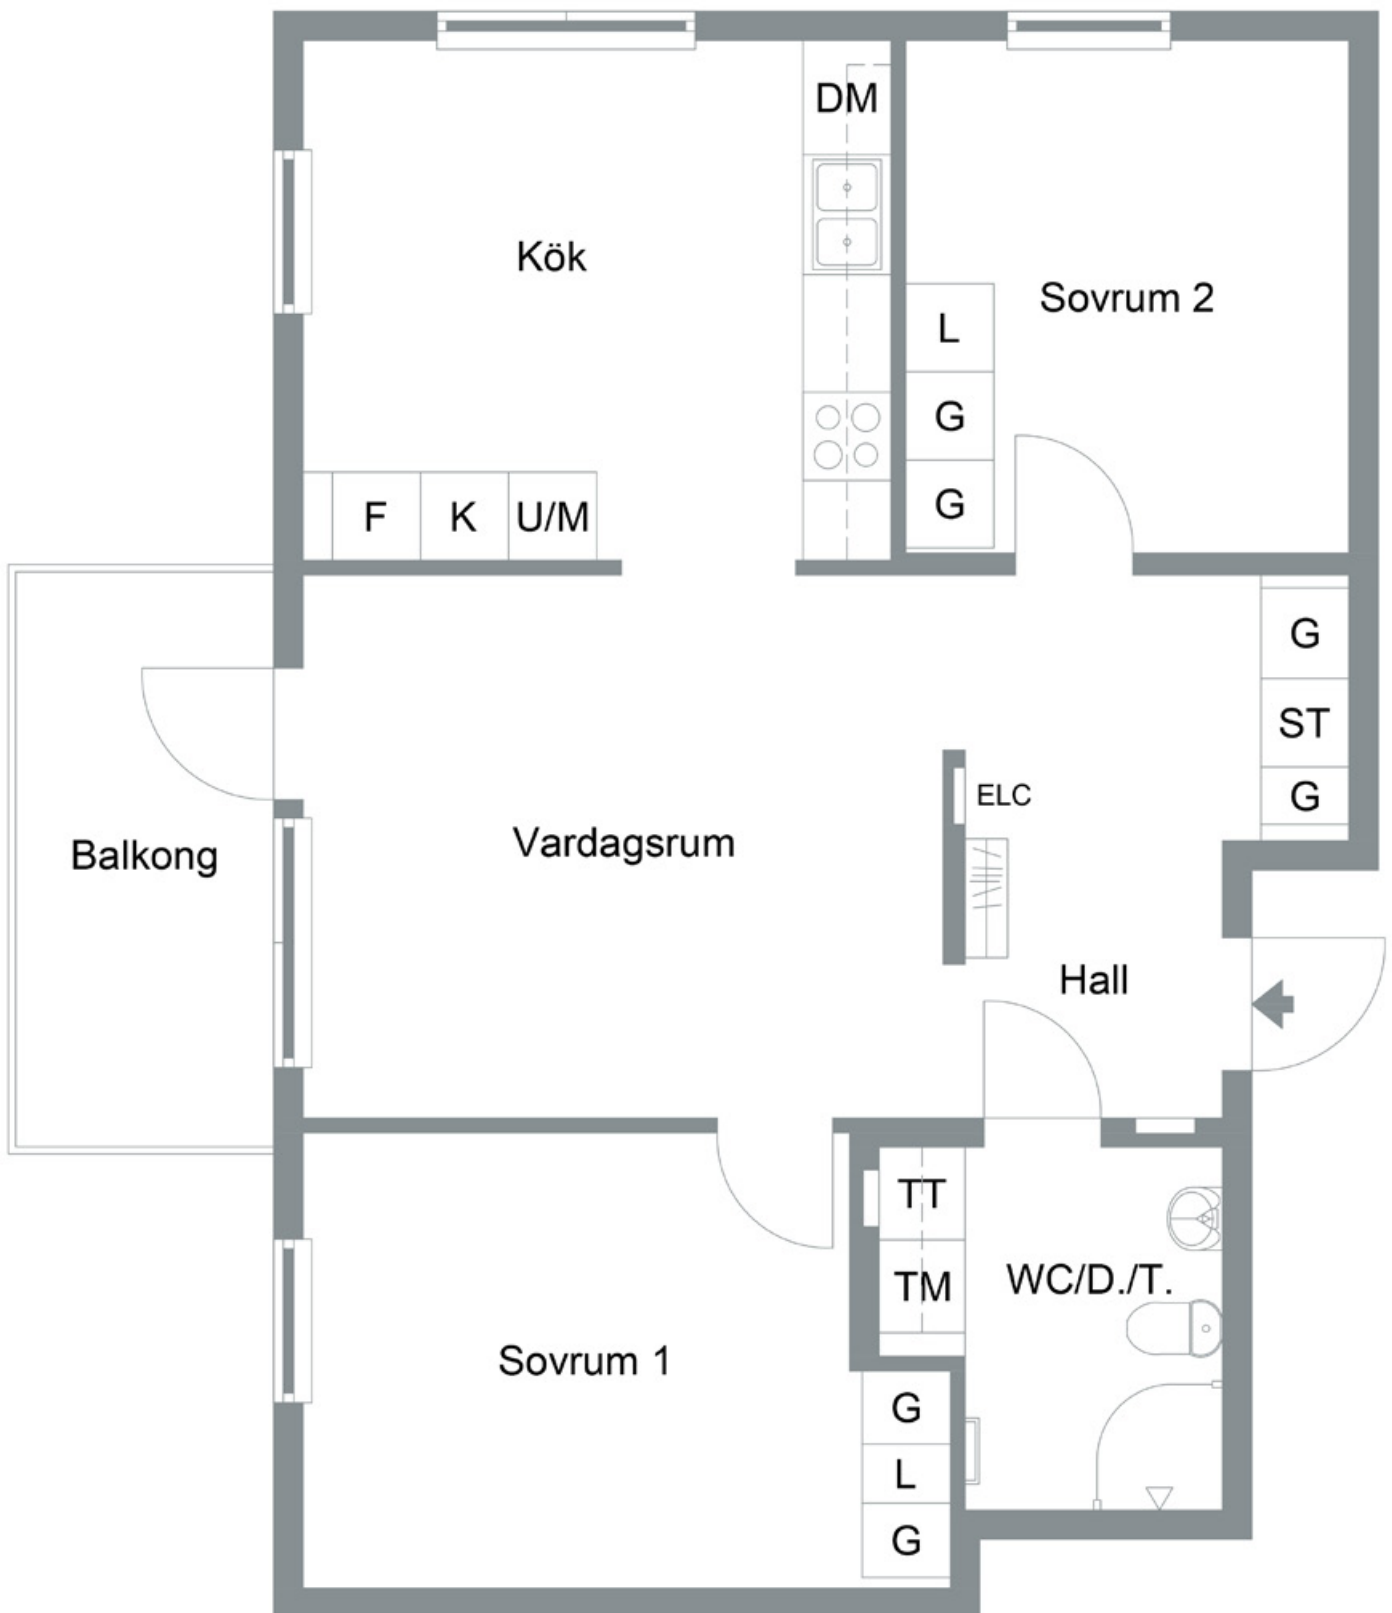 DM
Kök
Sovrum 2
L
G
F
K
U/M
G
G
ST
ELC
G
Balkong
Vardagsrum
Hall
TT
TM
WC/D./T.
Sovrum 1
G
L
G